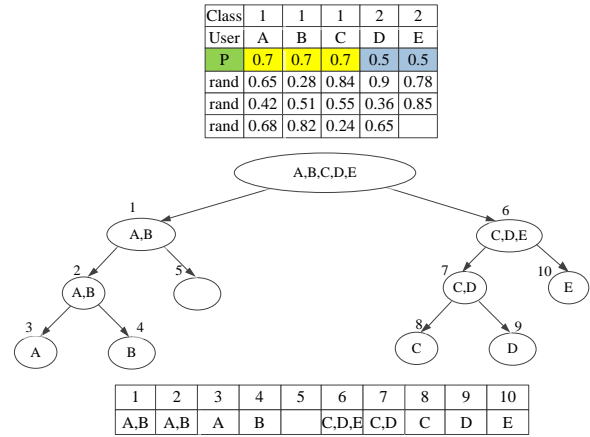 Class 1 1 1 2 2
User A B C D E
P 0.7 0.7 0.7 0.5 0.5
rand 0.65 0.28 0.84 0.9 0.78
rand 0.42 0.51 0.55 0.36 0.85
rand 0.68 0.82 0.24 0.65
A,B,C,D,E
1 6
A,B C,D,E
2 5 7 10
A,B C,D E
3 4 8 9
A B C D
1 2 3 4 5 6 7 8 9 10
A,B A,B A B C,D,E C,D C D E